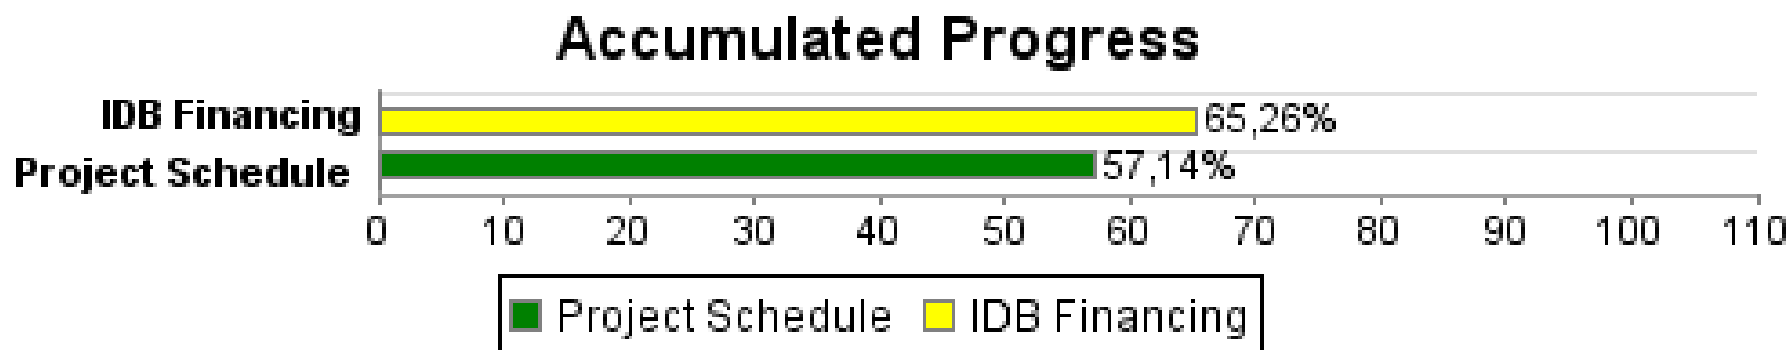 Accumulated Progress
IDB Financing 65,26%
Project Schedule 57,14%
0 10 20 30 40 50 60 70 80 90 100 110
Project Schedule IDB Financing